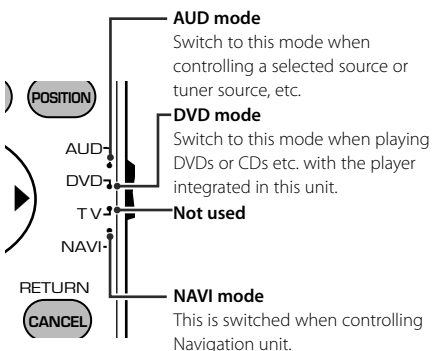 AUD mode
Switch to this mode when
controlling a selected source or
tuner source, etc.
DVD mode
Switch to this mode when playing
DVDs or CDs etc. with the player
integrated in this unit.
Not used
NAVI mode
This is switched when controlling
Navigation unit.
POSITION
AUD
DVD
TV
NAVI
RETURN
CANCEL